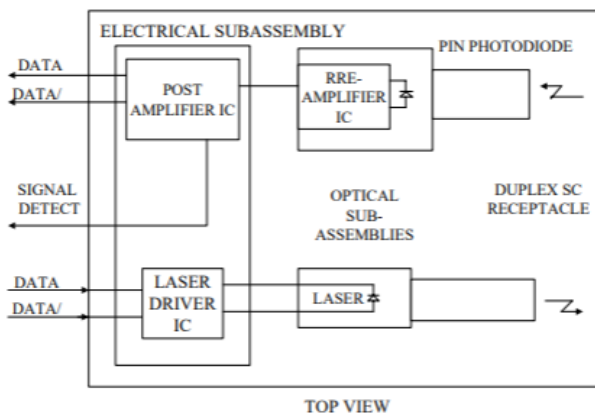 ELECTRICAL SUBASSEMBLY
PIN PHOTODIODE
DATA
DATA/
POST
AMPLIFIER IC
RRE-
AMPLIFIER
IC
SIGNAL
DETECT
OPTICAL
SUB-
ASSEMBLIES
DUPLEX SC
RECEPTACLE
DATA
DATA/
LASER
DRIVER
IC
LASER
TOP VIEW